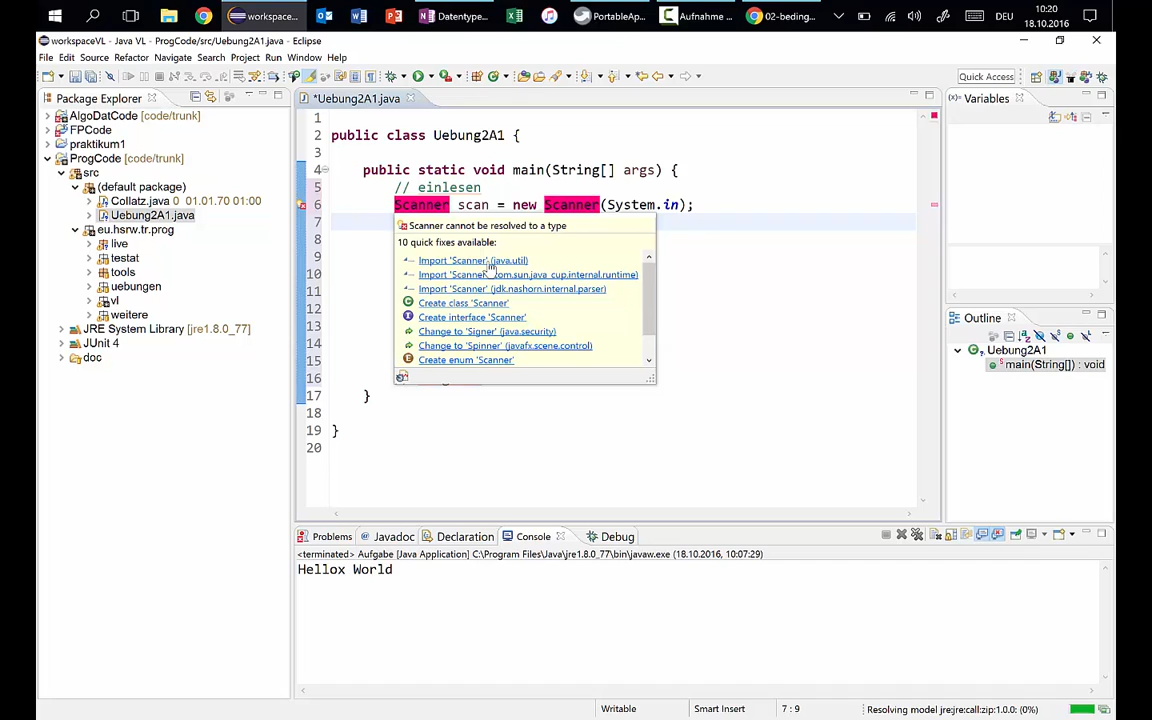 workspace...
Datentype...
PortableAp...
Aufnahme ...
02-beding...
DEU
10:20
18.10.2016
workspaceVL - Java VL - ProgCode/src/Uebung2A1.java - Eclipse
File Edit Source Refactor Navigate Search Project Run Window Help
Quick Access
Package Explorer
AlgoDatCode [code/trunk]
FPCode
praktikum1
ProgCode [code/trunk]
src
(default package)
Collatz.java 0 01.01.70 01:00
Uebung2A1.java
eu.hsrw.tr.prog
live
testat
tools
uebungen
vl
weitere
JRE System Library [jre1.8.0_77]
JUnit 4
doc
*Uebung2A1.java
1
2 public class Uebung2A1 {
3
4 public static void main(String[] args) {
5 // einlesen
6 Scanner scan = new Scanner(System.in);
7
8
9
10
11
12
13
14
15
16
17 }
18
19 }
20
Scanner cannot be resolved to a type
10 quick fixes available:
Import 'Scanner' (java.util)
Import 'Scanner' (com.sun.java_cup.internal.runtime)
Import 'Scanner' (jdk.nashorn.internal.parser)
Create class 'Scanner'
Create interface 'Scanner'
Change to 'Signer' (java.security)
Change to 'Spinner' (javafx.scene.control)
Create enum 'Scanner'
Variables
Outline
Uebung2A1
main(String[]) : void
Problems
Javadoc
Declaration
Console
Debug
<terminated> Aufgabe [Java Application] C:\Program Files\Java\jre1.8.0_77\bin\javaw.exe (18.10.2016, 10:07:29)
Hellox World
Writable
Smart Insert
7 : 9
Resolving model jre:jre:call:zip:1.0.0: (0%)